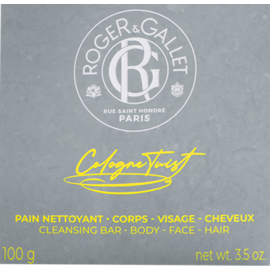 ROGER & GALLET
RG
RUE SAINT HONORÉ
PARIS
Cologne Twist
PAIN NETTOYANT • CORPS • VISAGE • CHEVEUX
CLEANSING BAR • BODY • FACE • HAIR
100 g net wt. 3.5 oz.